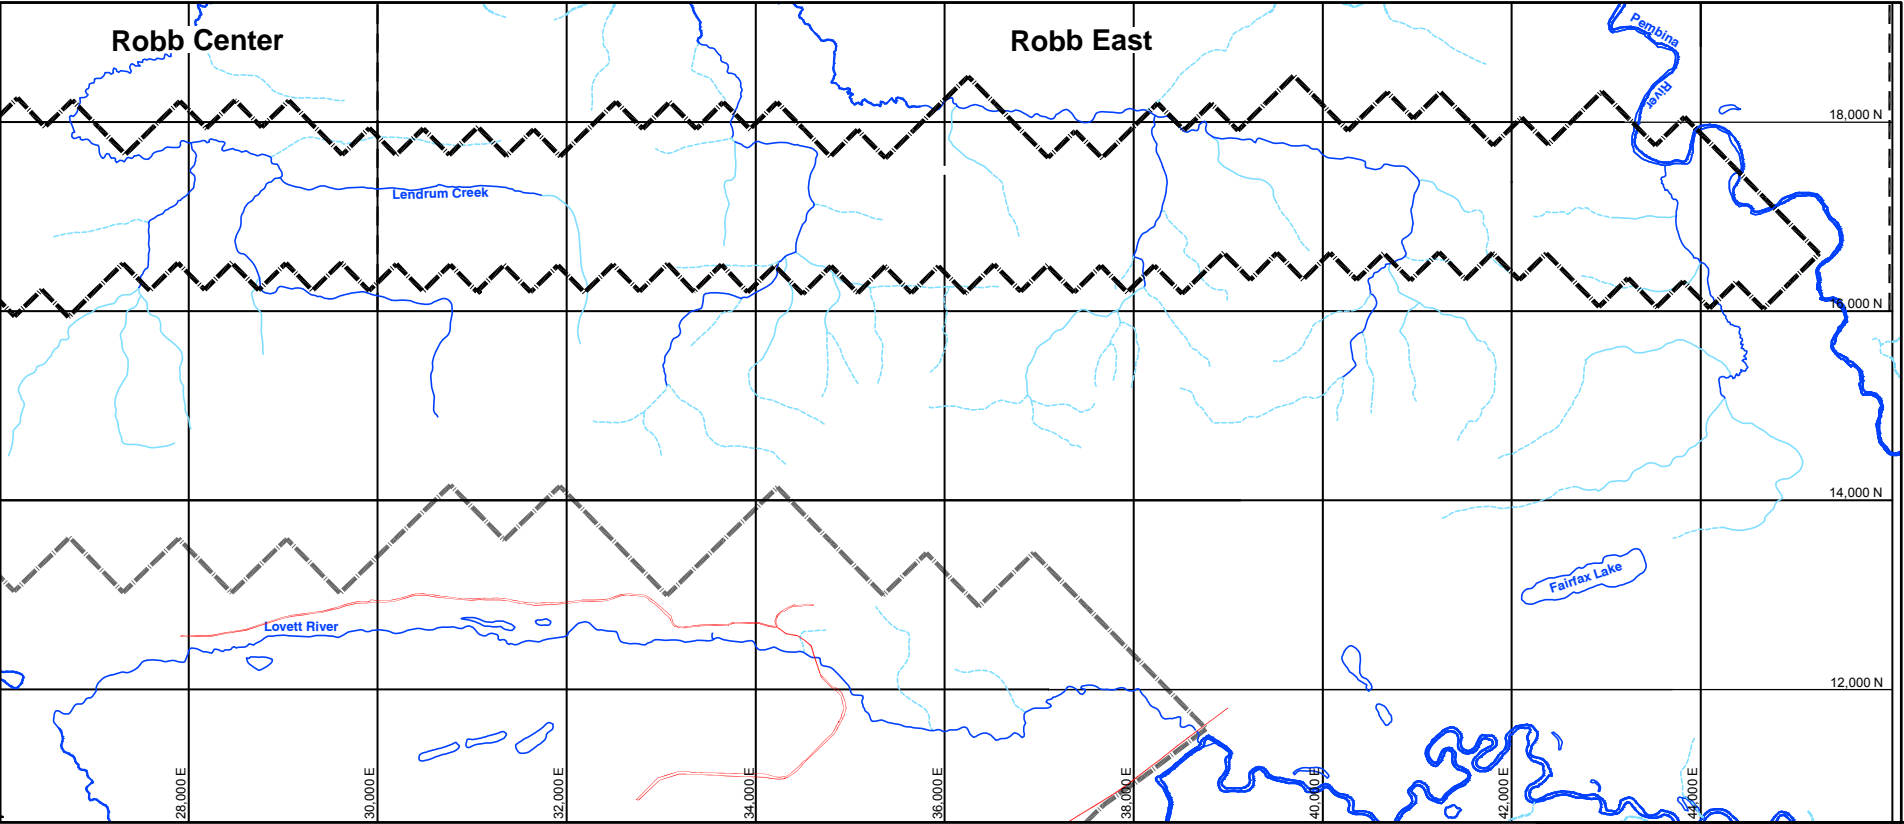 Robb Center
Robb East
Pembina
River
18,000 N
Lendrum Creek
16,000 N
14,000 N
Fairfax Lake
Lovett River
12,000 N
28,000 E
30,000 E
32,000 E
34,000 E
36,000 E
38,000 E
40,000 E
42,000 E
44,000 E